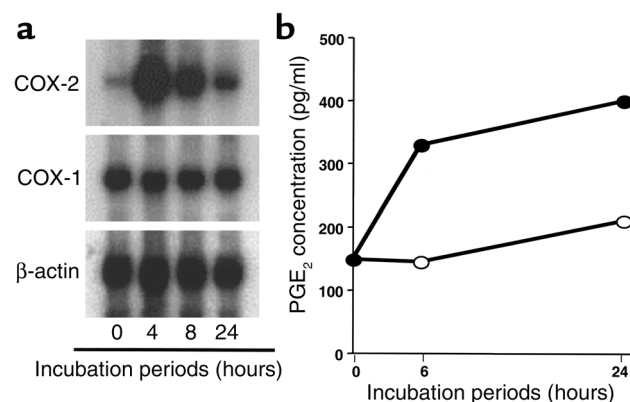 a
COX-2
COX-1
β-actin
0 4 8 24
Incubation periods (hours)
b
PGE2 concentration (pg/ml)
500
400
300
200
100
0
0 6 24
Incubation periods (hours)